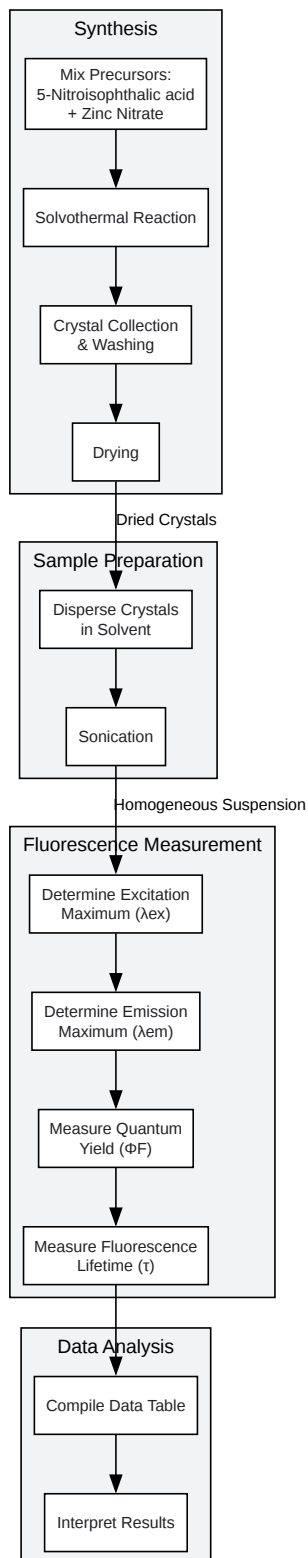 Synthesis
Mix Precursors:
5-Nitroisophthalic acid
+ Zinc Nitrate
Solvothermal Reaction
Crystal Collection
& Washing
Drying
Dried Crystals
Sample Preparation
Disperse Crystals
in Solvent
Sonication
Homogeneous Suspension
Fluorescence Measurement
Determine Excitation
Maximum (λex)
Determine Emission
Maximum (λem)
Measure Quantum
Yield (ΦF)
Measure Fluorescence
Lifetime (τ)
Data Analysis
Compile Data Table
Interpret Results